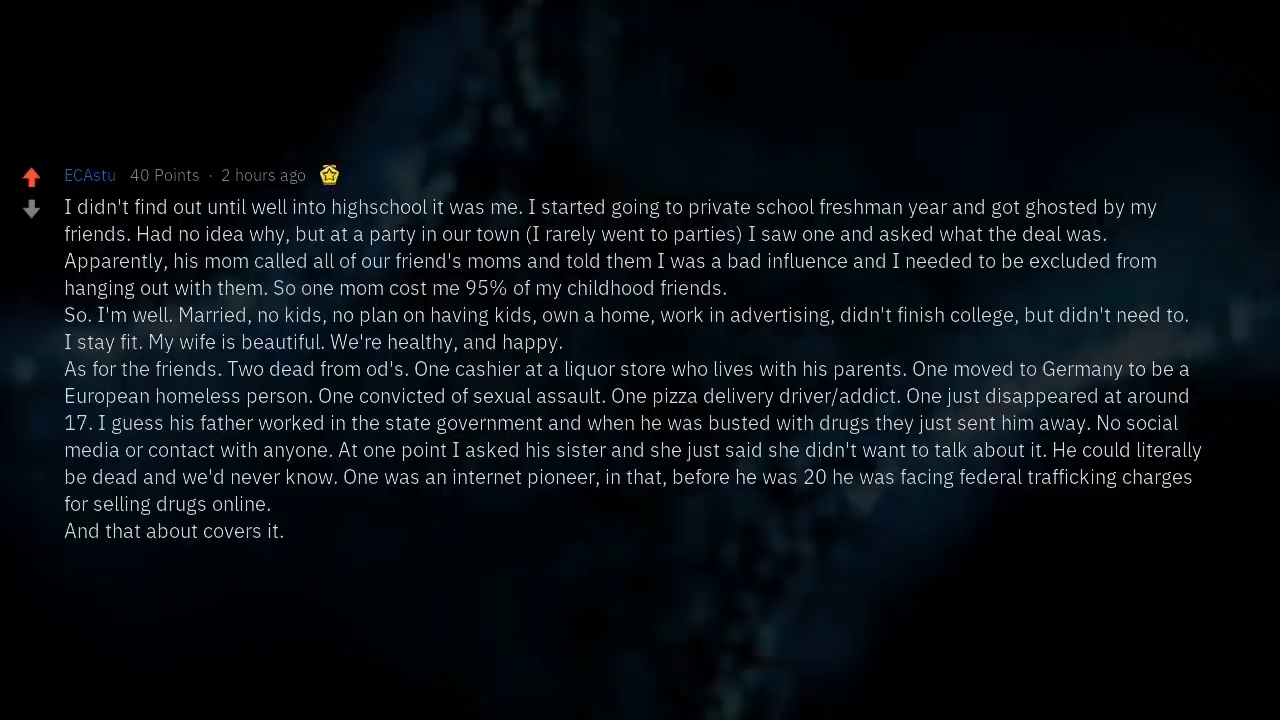 ECAstu 40 Points · 2 hours ago
I didn't find out until well into highschool it was me. I started going to private school freshman year and got ghosted by my
friends. Had no idea why, but at a party in our town (I rarely went to parties) I saw one and asked what the deal was.
Apparently, his mom called all of our friend's moms and told them I was a bad influence and I needed to be excluded from
hanging out with them. So one mom cost me 95% of my childhood friends.
So. I'm well. Married, no kids, no plan on having kids, own a home, work in advertising, didn't finish college, but didn't need to.
I stay fit. My wife is beautiful. We're healthy, and happy.
As for the friends. Two dead from od's. One cashier at a liquor store who lives with his parents. One moved to Germany to be a
European homeless person. One convicted of sexual assault. One pizza delivery driver/addict. One just disappeared at around
17. I guess his father worked in the state government and when he was busted with drugs they just sent him away. No social
media or contact with anyone. At one point I asked his sister and she just said she didn't want to talk about it. He could literally
be dead and we'd never know. One was an internet pioneer, in that, before he was 20 he was facing federal trafficking charges
for selling drugs online.
And that about covers it.